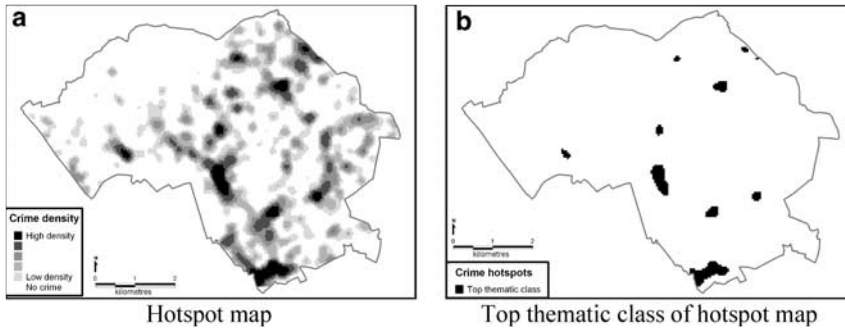 a
Crime density
High density
Low density
No crime
0 1 2
kilometres
Hotspot map
b
0 1 2
kilometres
Crime hotspots
Top thematic class
Top thematic class of hotspot map